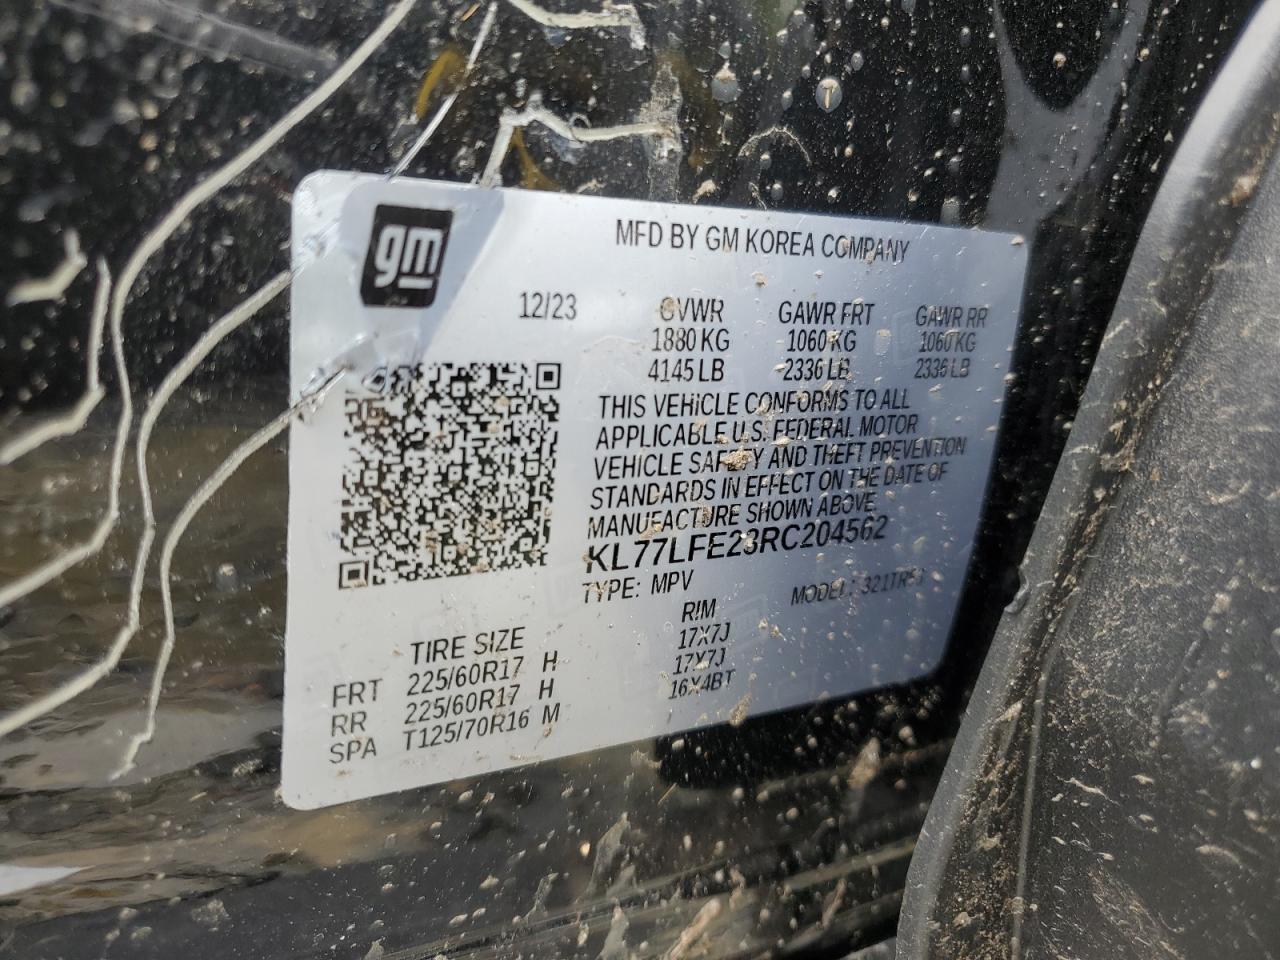 gm
MFD BY GM KOREA COMPANY
12/23 GVWR GAWR FRT GAWR RR
1880 KG 1060 KG 1060 KG
4145 LB 2336 LB 2336 LB
THIS VEHICLE CONFORMS TO ALL
APPLICABLE U.S. FEDERAL MOTOR
VEHICLE SAFETY AND THEFT PREVENTION
STANDARDS IN EFFECT ON THE DATE OF
MANUFACTURE SHOWN ABOVE
KL77LFE23RC204562
TYPE: MPV MODEL:
TIRE SIZE RIM
FRT 225/60R17 H 17X7J
RR 225/60R17 H 17X7J
SPA T125/70R16 M 16X4BT